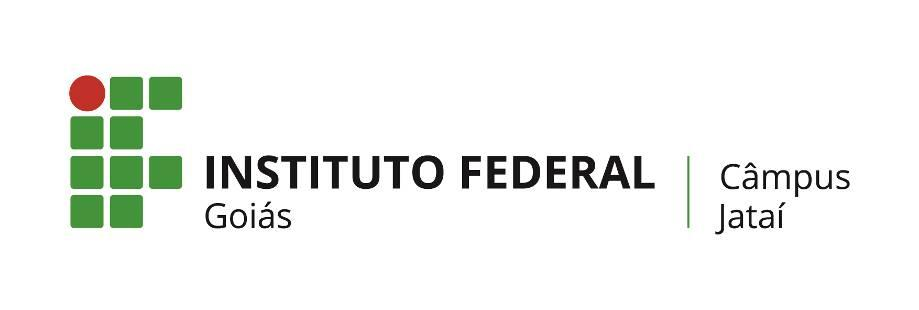 INSTITUTO FEDERAL
Goiás
Câmpus
Jataí